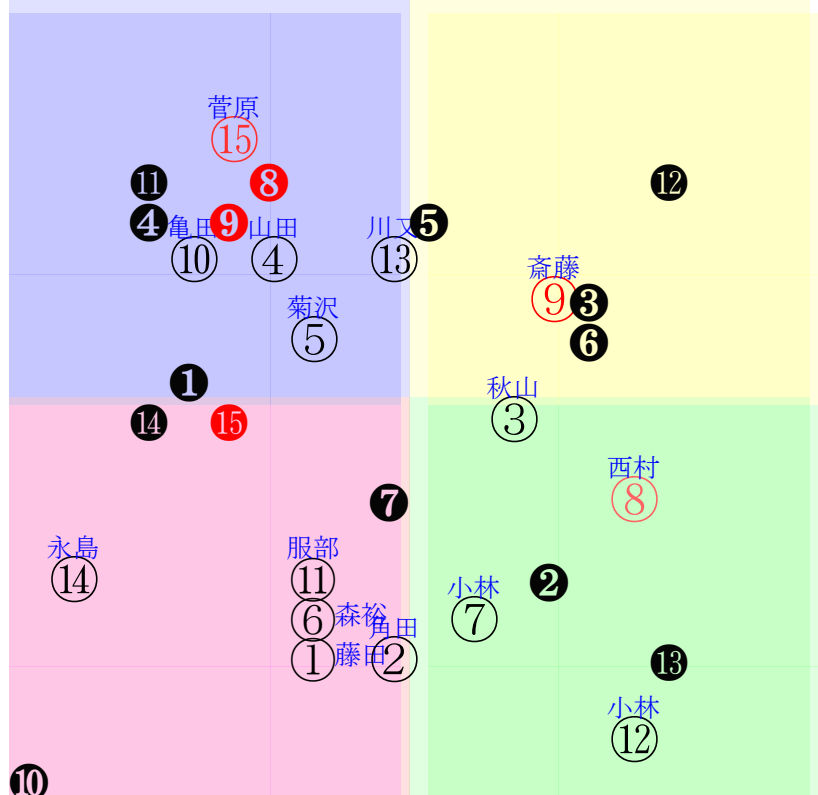 菅原
⑮
⓫ ❽ ⓬
❹ 亀田 ❾ 山田 川又 ❺
⑩ ④ ⑬
斎藤
⑨ ❸
菊沢
⑤ ❻
❶ 秋山
③
⓮ ⓯
西村
⑧
❼
永島 服部
⑭ ⑪ 小林 ❷
⑥ 森裕 ⑦
角田
① 藤田 ② ⓭
小林
⑫
❿